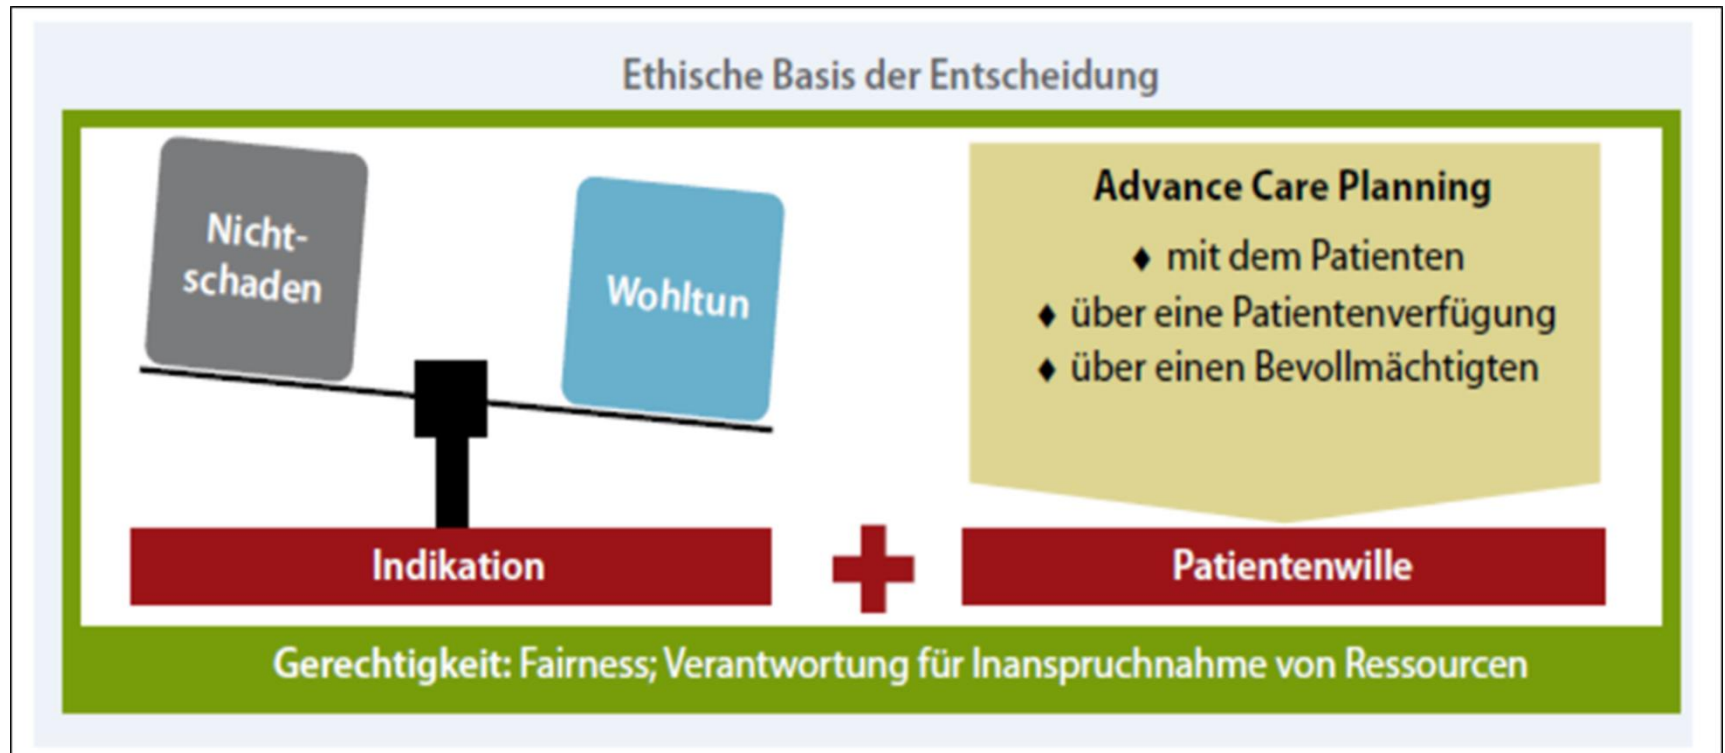 Ethische Basis der Entscheidung
Nicht-
schaden
Wohltun
Advance Care Planning
♦ mit dem Patienten
♦ über eine Patientenverfügung
♦ über einen Bevollmächtigten
Indikation
Patientenwille
Gerechtigkeit: Fairness; Verantwortung für Inanspruchnahme von Ressourcen